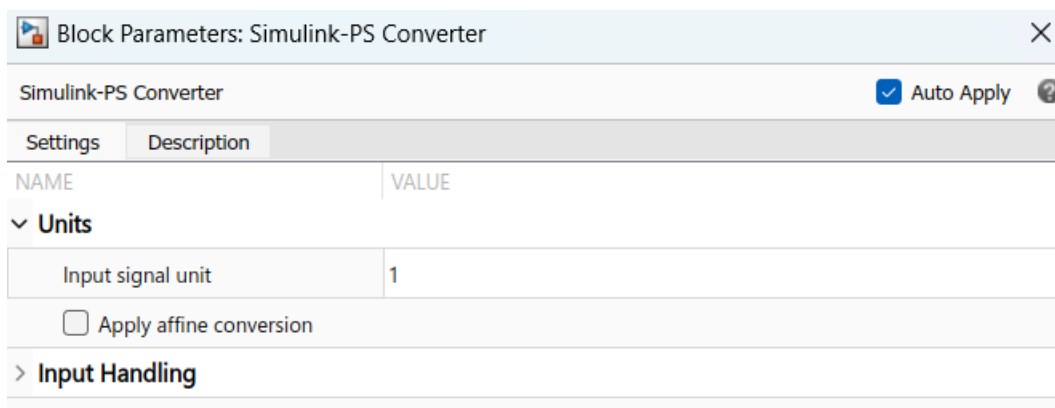 Block Parameters: Simulink-PS Converter
Simulink-PS Converter Auto Apply ?
Settings Description
NAME VALUE
Units
Input signal unit 1
Apply affine conversion
Input Handling